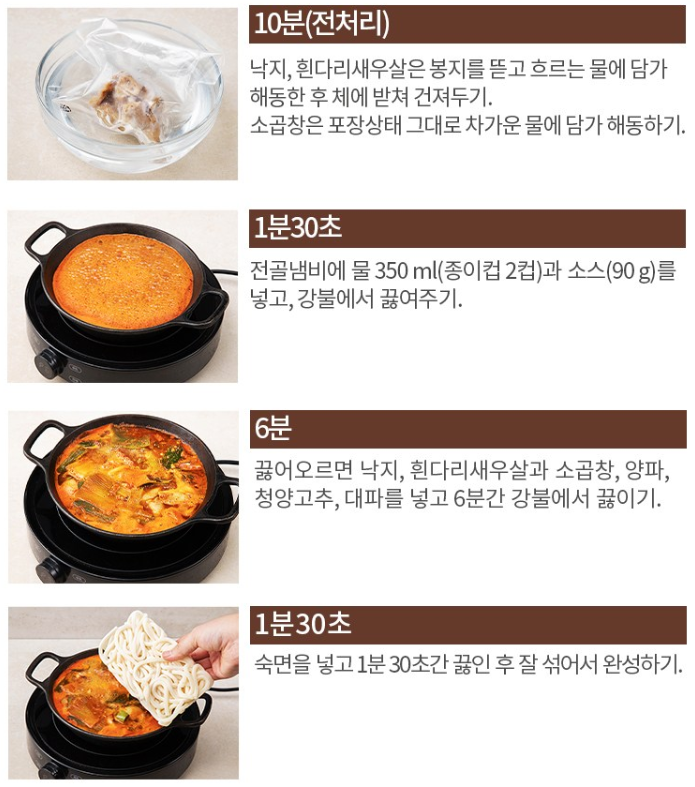 10분(전처리)
낙지, 흰다리새우살은 봉지를 뜯고 흐르는 물에 담가
해동한 후 체에 받쳐 건져두기.
소곱창은 포장상태 그대로 차가운 물에 담가 해동하기.
1분30초
전골냄비에 물 350 ml(종이컵 2컵)과 소스(90 g)를
넣고, 강불에서 끓여주기.
6분
끓어오르면 낙지, 흰다리새우살과 소곱창, 양파,
청양고추, 대파를 넣고 6분간 강불에서 끓이기.
1분30초
숙면을 넣고 1분 30초간 끓인 후 잘 섞어서 완성하기.